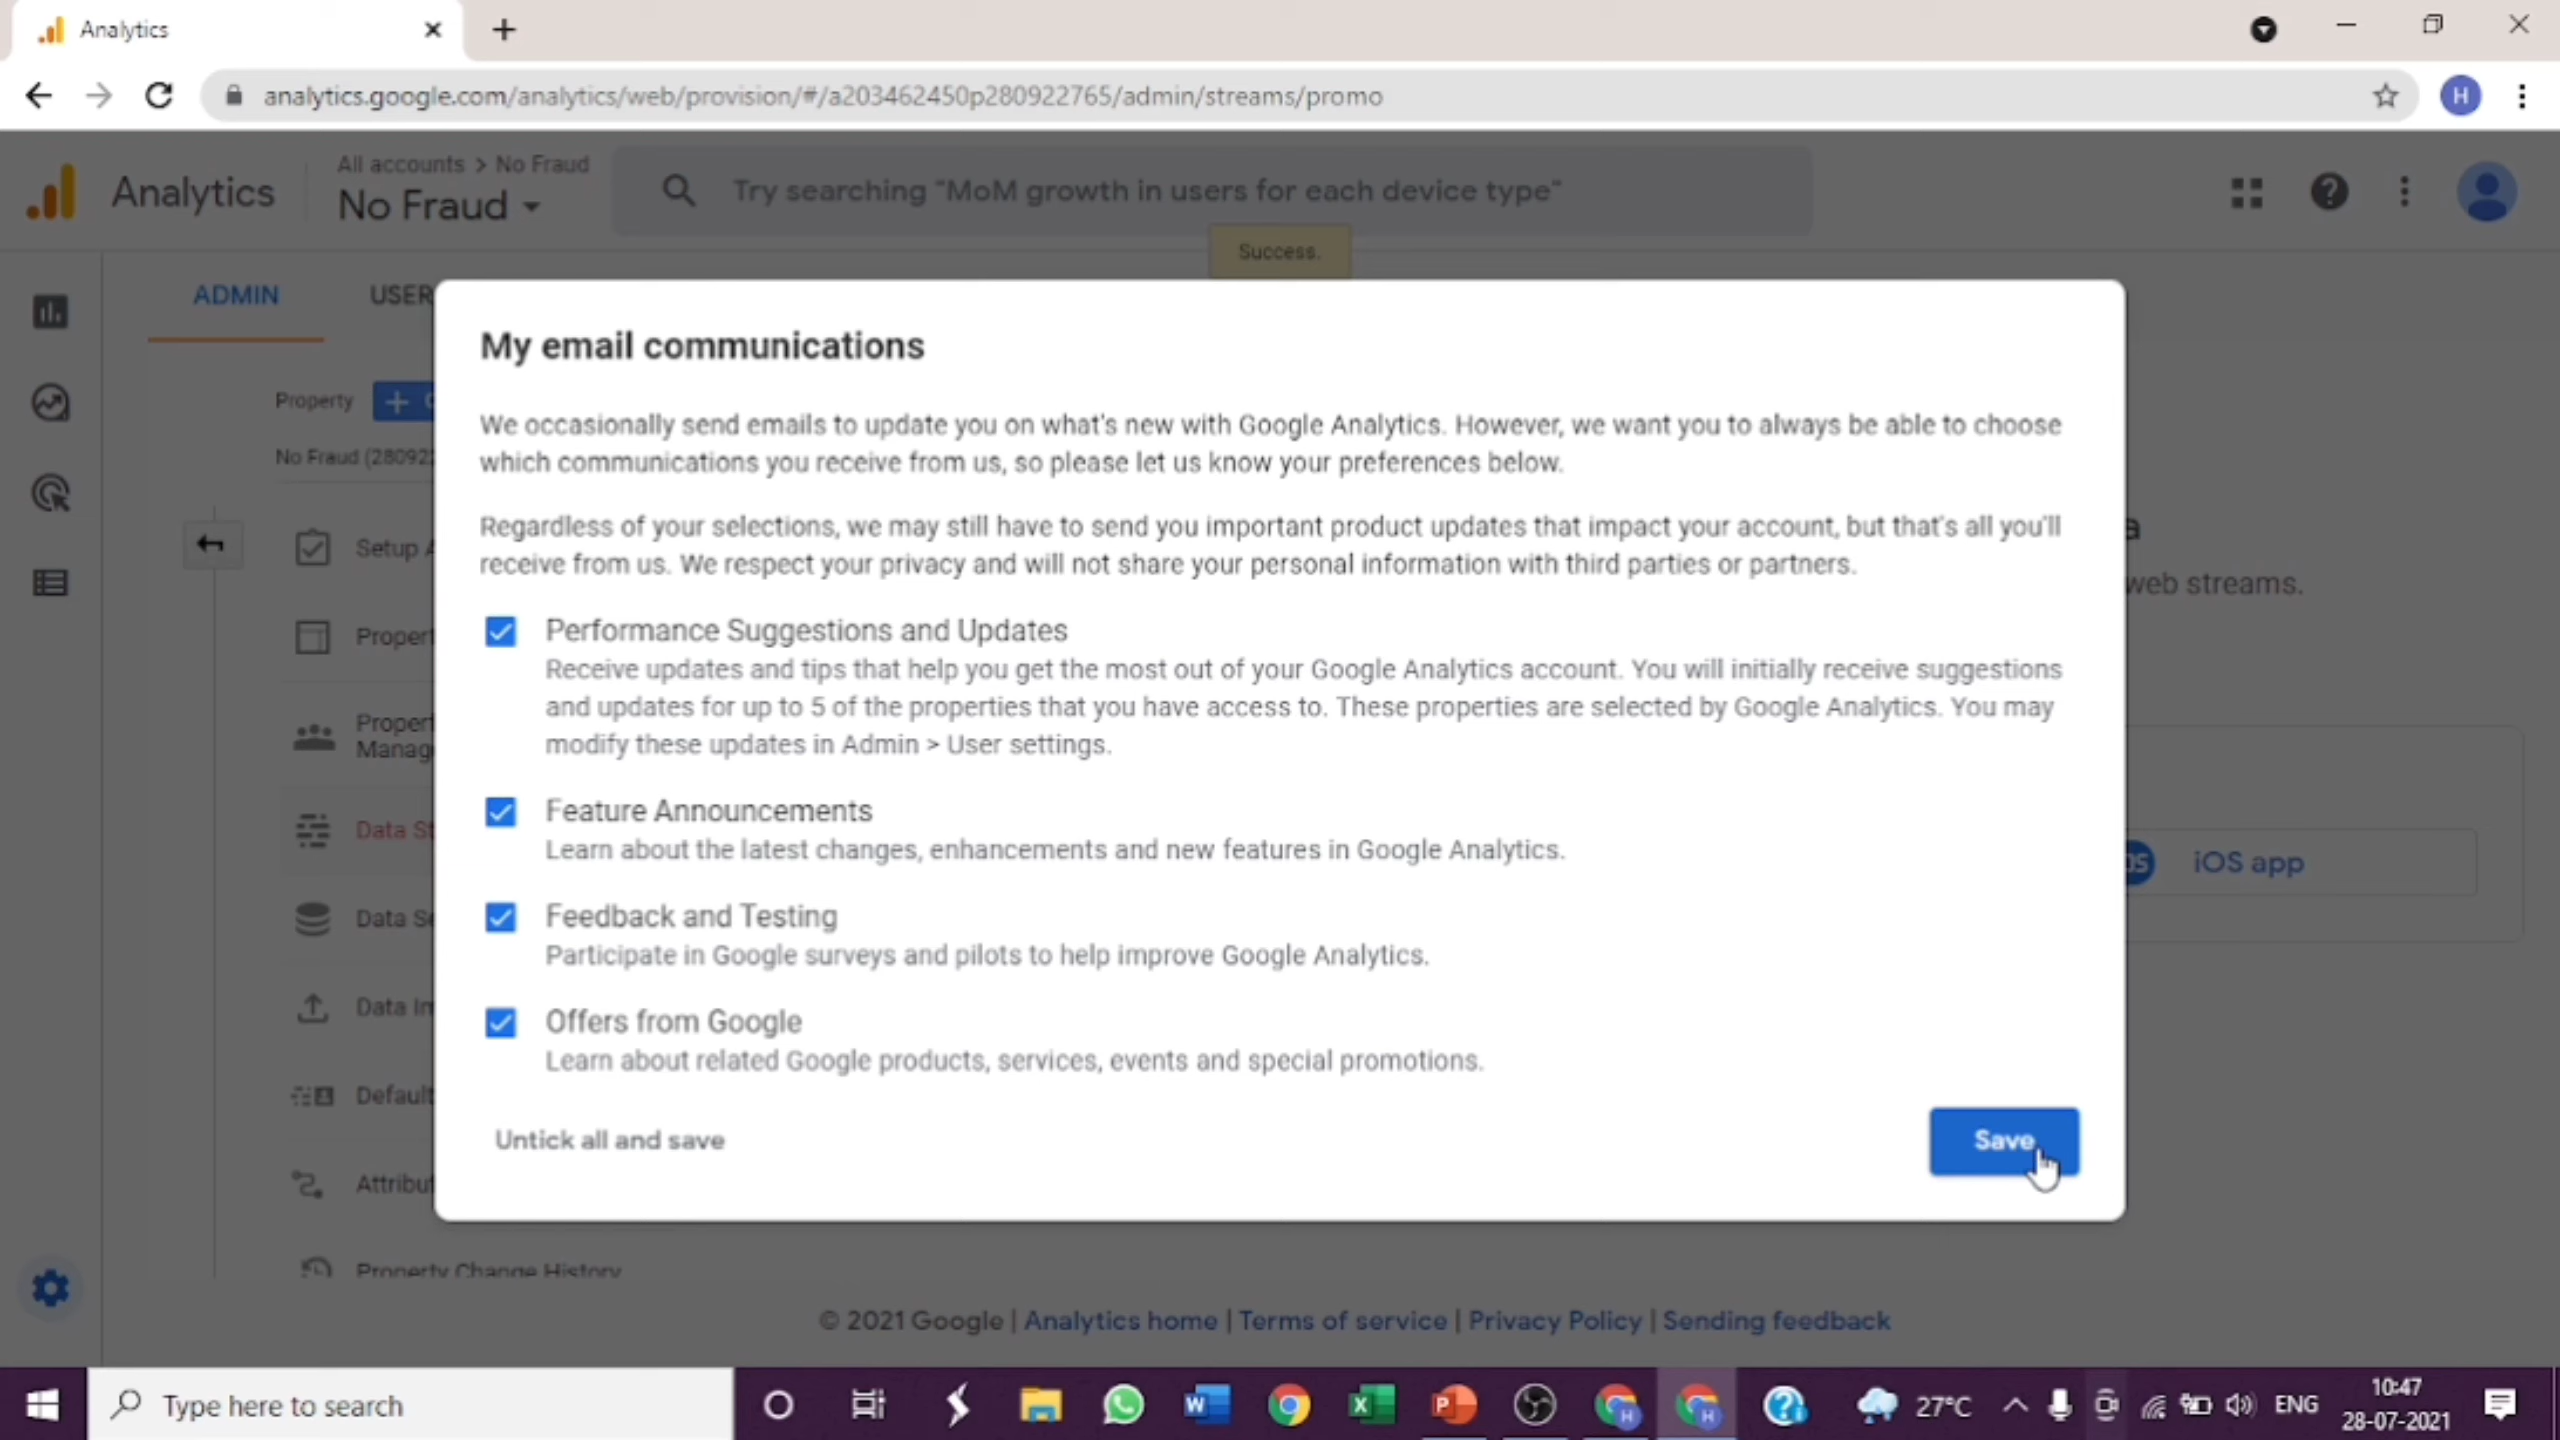 Analytics
analytics.google.com/analytics/web/provision/#/a203462450p280922765/admin/streams/promo
H
Analytics
All accounts > No Fraud
No Fraud
Try searching "MoM growth in users for each device type"
Success.
ADMIN
USER
My email communications
We occasionally send emails to update you on what's new with Google Analytics. However, we want you to always be able to choose
which communications you receive from us, so please let us know your preferences below.
Regardless of your selections, we may still have to send you important product updates that impact your account, but that's all you'll
receive from us. We respect your privacy and will not share your personal information with third parties or partners.
Performance Suggestions and Updates
Receive updates and tips that help you get the most out of your Google Analytics account. You will initially receive suggestions
and updates for up to 5 of the properties that you have access to. These properties are selected by Google Analytics. You may
modify these updates in Admin > User settings.
Feature Announcements
Learn about the latest changes, enhancements and new features in Google Analytics.
Feedback and Testing
Participate in Google surveys and pilots to help improve Google Analytics.
Offers from Google
Learn about related Google products, services, events and special promotions.
Untick all and save
Save
Property
No Fraud (28092
Setup A
Propert
Propert
Manag
Data St
Data Se
Data Im
Default
Attribut
Property Change History
web streams.
iOS app
© 2021 Google | Analytics home | Terms of service | Privacy Policy | Sending feedback
Type here to search
27°C
ENG
10:47
28-07-2021